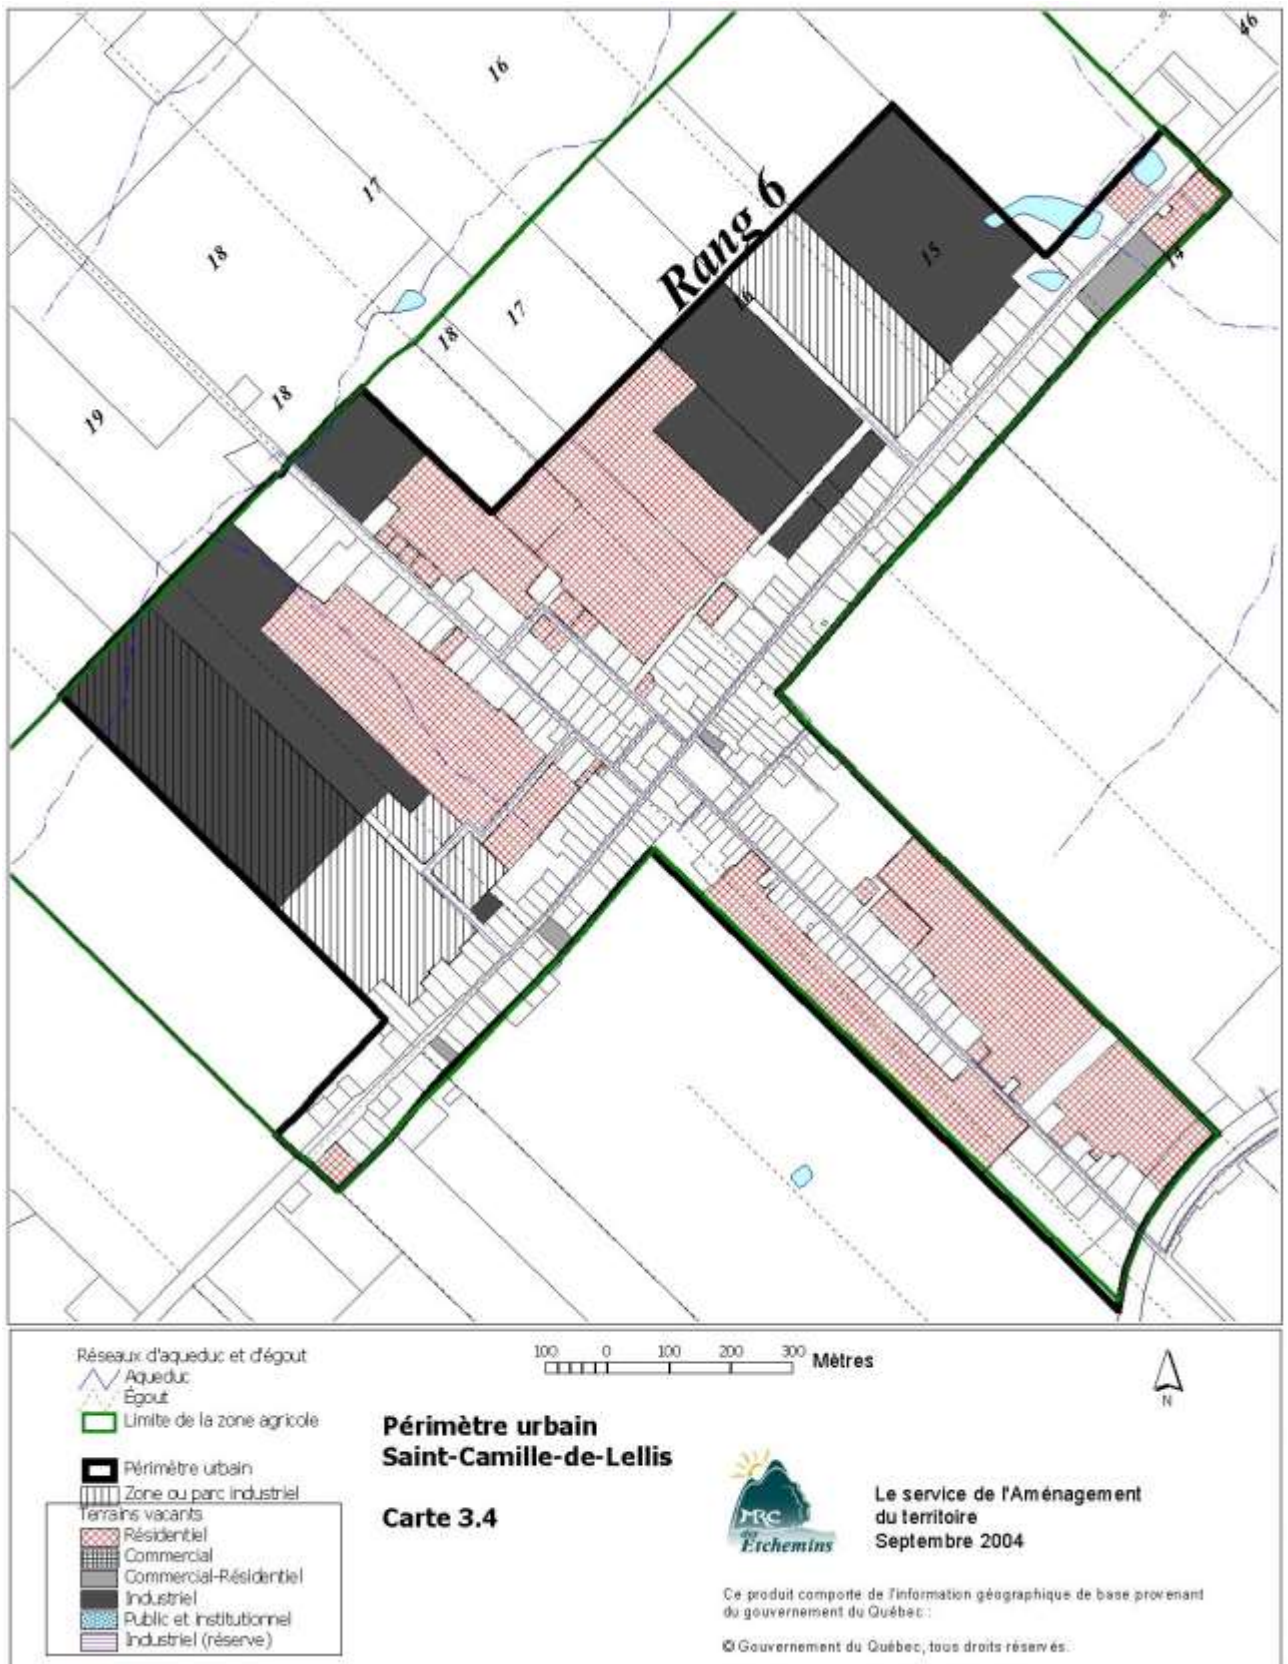 46
16
17
Rang 6
15
14
18
17
16
18
18
19
Réseaux d'aqueduc et d'égout
Aqueduc
Égout
Limite de la zone agricole
Périmètre urbain
Zone ou parc industriel
Terrains vacants
Résidentiel
Commercial
Commercial-Résidentiel
Industriel
Public et institutionnel
Industriel (réserve)
100 0 100 200 300 Mètres
N
Périmètre urbain
Saint-Camille-de-Lellis
Carte 3.4
MRC
des
Etchemins
Le service de l'Aménagement
du territoire
Septembre 2004
Ce produit comporte de l'information géographique de base provenant
du gouvernement du Québec :
© Gouvernement du Québec, tous droits réservés.